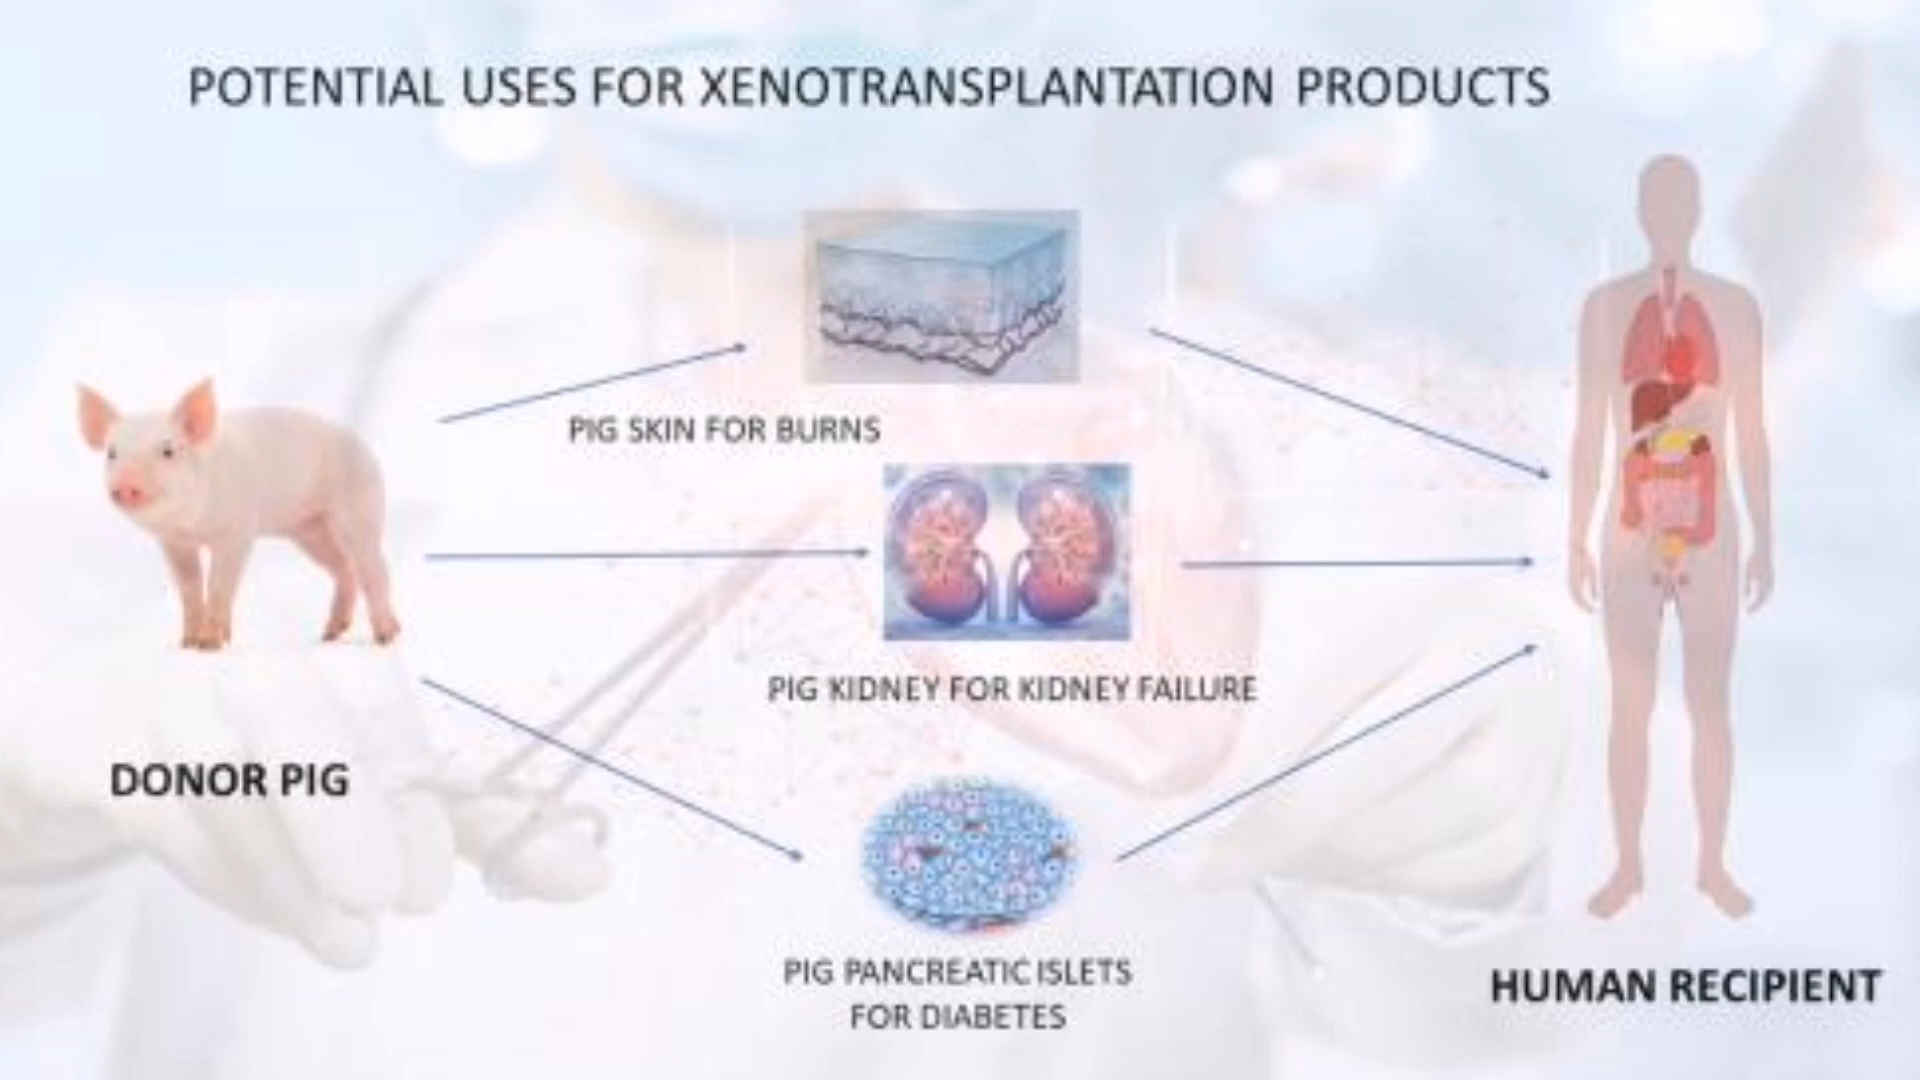 POTENTIAL USES FOR XENOTRANSPLANTATION PRODUCTS
PIG SKIN FOR BURNS
PIG KIDNEY FOR KIDNEY FAILURE
DONOR PIG
PIG PANCREATIC ISLETS
FOR DIABETES
HUMAN RECIPIENT